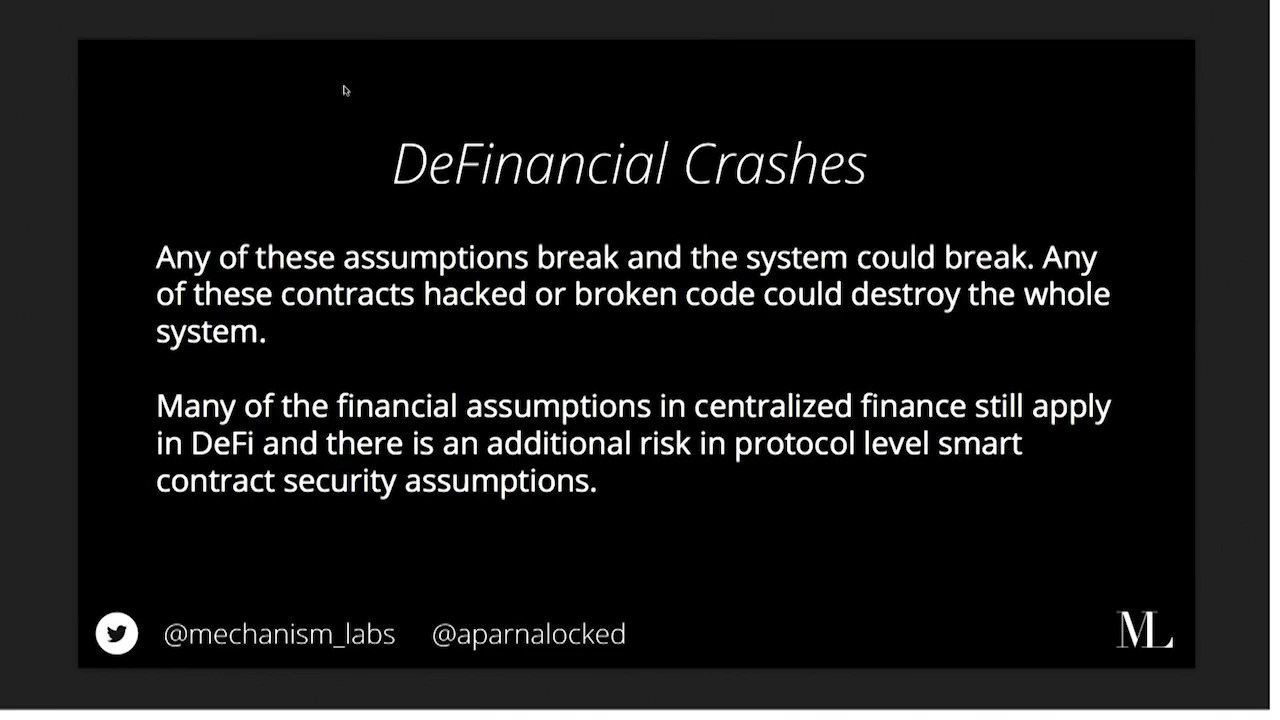 DeFinancial Crashes
Any of these assumptions break and the system could break. Any
of these contracts hacked or broken code could destroy the whole
system.
Many of the financial assumptions in centralized finance still apply
in DeFi and there is an additional risk in protocol level smart
contract security assumptions.
@mechanism_labs @aparnalocked
ML